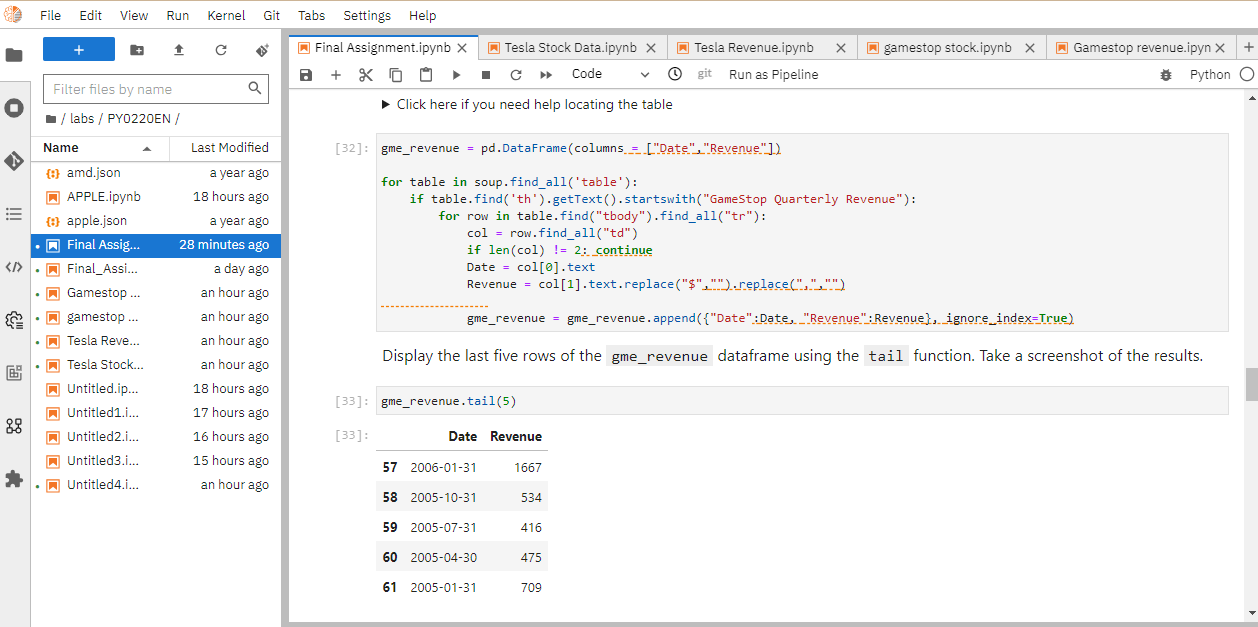 File Edit View Run Kernel Git Tabs Settings Help
+
Filter files by name
/ labs / PY0220EN /
Name Last Modified
amd.json a year ago
APPLE.ipynb 18 hours ago
apple.json a year ago
Final Assig... 28 minutes ago
Final_Assi... a day ago
Gamestop ... an hour ago
gamestop ... an hour ago
Tesla Reve... an hour ago
Tesla Stock... an hour ago
Untitled.ip... 18 hours ago
Untitled1.i... 17 hours ago
Untitled2.i... 16 hours ago
Untitled3.i... 15 hours ago
Untitled4.i... an hour ago
Final Assignment.ipynb Tesla Stock Data.ipynb Tesla Revenue.ipynb gamestop stock.ipynb Gamestop revenue.ipyn
Code git Run as Pipeline Python
Click here if you need help locating the table
[32]: gme_revenue = pd.DataFrame(columns = ["Date","Revenue"])
for table in soup.find_all('table'):
if table.find('th').getText().startswith("GameStop Quarterly Revenue"):
for row in table.find("tbody").find_all("tr"):
col = row.find_all("td")
if len(col) != 2: continue
Date = col[0].text
Revenue = col[1].text.replace("$","").replace(",","")
gme_revenue = gme_revenue.append({"Date":Date, "Revenue":Revenue}, ignore_index=True)
Display the last five rows of the gme_revenue dataframe using the tail function. Take a screenshot of the results.
[33]: gme_revenue.tail(5)
[33]: Date Revenue
57 2006-01-31 1667
58 2005-10-31 534
59 2005-07-31 416
60 2005-04-30 475
61 2005-01-31 709